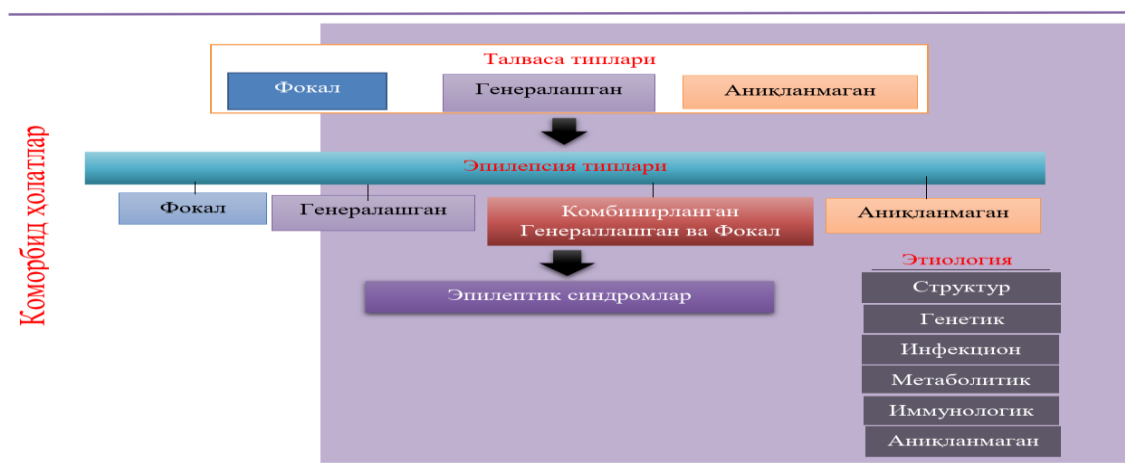 Талваса типлари
Фокал
Генералашган
Аниқланмаган
Коморбид ҳолатлар
Эпилепсия типлари
Фокал
Генералашган
Комбинирланган
Генераллашган ва Фокал
Аниқланмаган
Эпилептик синдромлар
Этиология
Структур
Генетик
Инфекцион
Метаболитик
Иммунологик
Аниқланмаган